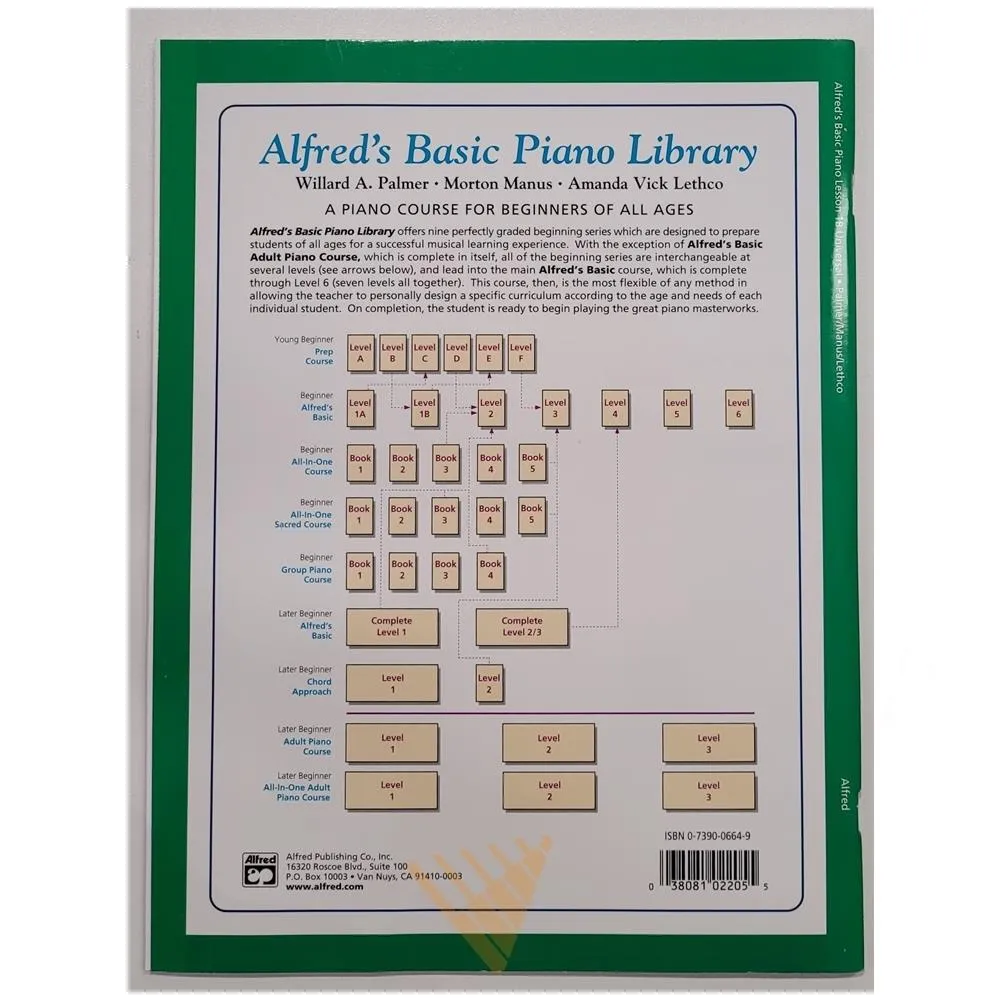 Alfred's Basic Piano Library
Willard A. Palmer • Morton Manus • Amanda Vick Lethco
A PIANO COURSE FOR BEGINNERS OF ALL AGES
Alfred's Basic Piano Library offers nine perfectly graded beginning series which are designed to prepare
students of all ages for a successful musical learning experience. With the exception of Alfred's Basic
Adult Piano Course, which is complete in itself, all of the beginning series are interchangeable at
several levels (see arrows below), and lead into the main Alfred's Basic course, which is complete
through Level 6 (seven levels all together). This course, then, is the most flexible of any method in
allowing the teacher to personally design a specific curriculum according to the age and needs of each
individual student. On completion, the student is ready to begin playing the great piano masterworks.
Young Beginner
Prep
Course
Level A
Level B
Level C
Level D
Level E
Level F
Beginner
Alfred's
Basic
Level 1A
Level 1B
Level 2
Level 3
Level 4
Level 5
Level 6
Beginner
All-In-One
Course
Book 1
Book 2
Book 3
Book 4
Book 5
Beginner
All-In-One
Sacred Course
Book 1
Book 2
Book 3
Book 4
Book 5
Beginner
Group Piano
Course
Book 1
Book 2
Book 3
Book 4
Later Beginner
Alfred's
Basic
Complete
Level 1
Complete
Level 2/3
Later Beginner
Chord
Approach
Level 1
Level 2
Later Beginner
Adult Piano
Course
Level 1
Level 2
Level 3
Later Beginner
All-In-One Adult
Piano Course
Level 1
Level 2
Level 3
ISBN 0-7390-0664-9
0 38081 02205 5
Alfred
Alfred Publishing Co., Inc.
16320 Roscoe Blvd., Suite 100
P.O. Box 10003 • Van Nuys, CA 91410-0003
www.alfred.com
Alfred's Basic Piano Lesson 1B Universal • Palmer/Manus/Lethco
Alfred